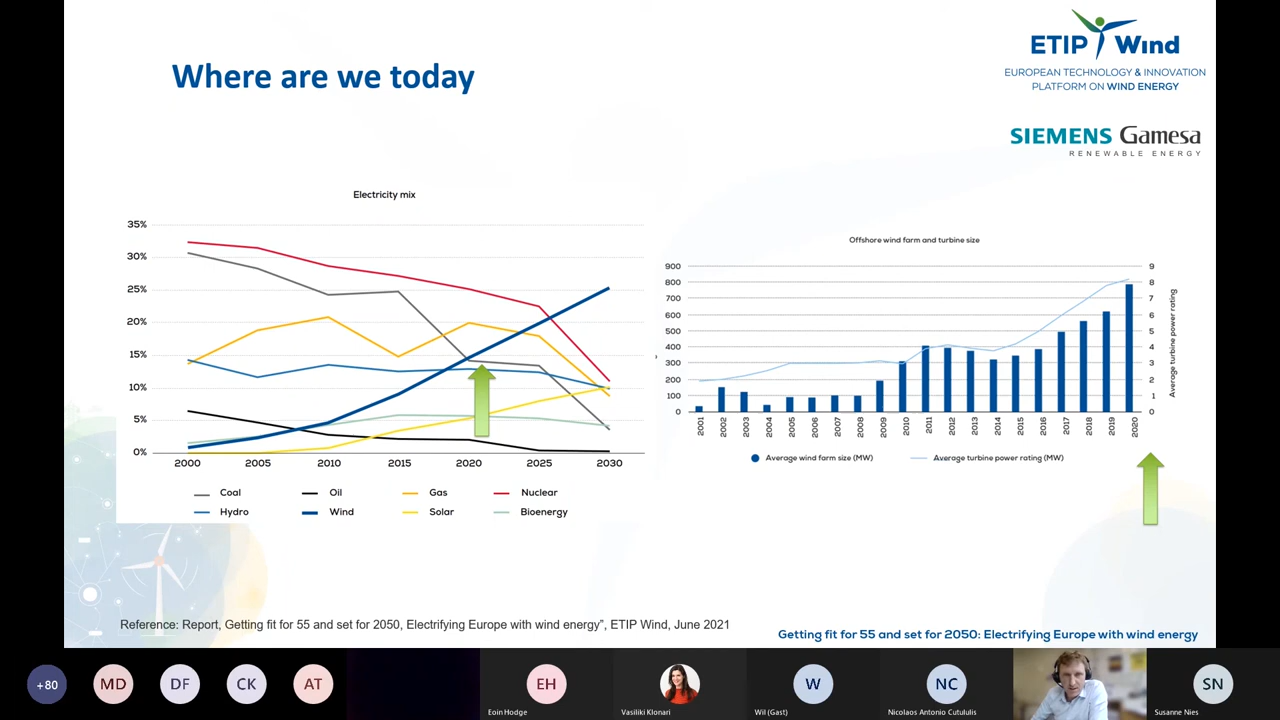 Where are we today
ETIP Wind
EUROPEAN TECHNOLOGY & INNOVATION
PLATFORM ON WIND ENERGY
SIEMENS Gamesa
RENEWABLE ENERGY
Electricity mix
35%
30%
25%
20%
15%
10%
5%
0%
2000 2005 2010 2015 2020 2025 2030
Coal Oil Gas Nuclear
Hydro Wind Solar Bioenergy
Offshore wind farm and turbine size
900 9
800 8
700 7
600 6
500 5
400 4
300 3
200 2
100 1
0 0
Average turbine power rating
2001 2002 2003 2004 2005 2006 2007 2008 2009 2010 2011 2012 2013 2014 2015 2016 2017 2018 2019 2020
Average wind farm size (MW) Average turbine power rating (MW)
Reference: Report, Getting fit for 55 and set for 2050, Electrifying Europe with wind energy”, ETIP Wind, June 2021
Getting fit for 55 and set for 2050: Electrifying Europe with wind energy
+80 MD DF CK AT EH W NC SN
Eoin Hodge Vasiliki Klonari Wil (Gast) Nicolaos Antonio Cutululis Susanne Nies